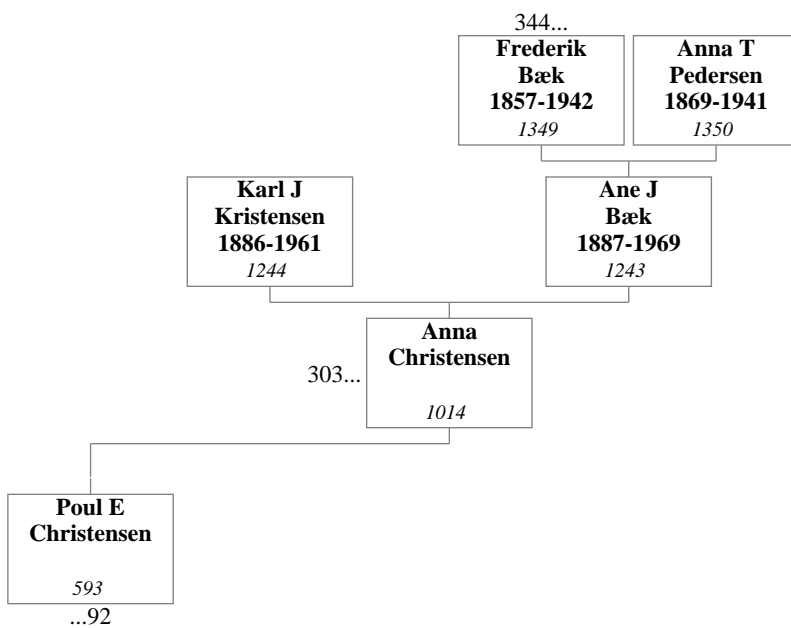 344...
Frederik
Bæk
1857-1942
1349
Anna T
Pedersen
1869-1941
1350
Karl J
Kristensen
1886-1961
1244
Ane J
Bæk
1887-1969
1243
Anna
Christensen
303...
1014
Poul E
Christensen
593
...92